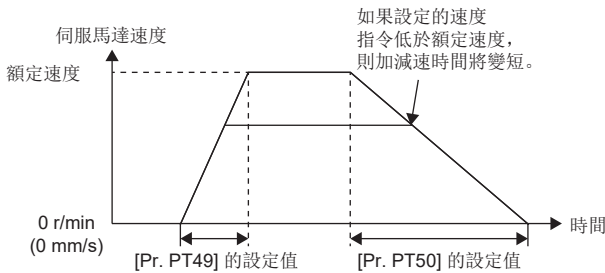 如果設定的速度
指令低於額定速度，
則加減速時間將變短。
伺服馬達速度
額定速度
0 r/min
(0 mm/s)
時間
[Pr. PT49] 的設定值
[Pr. PT50] 的設定值